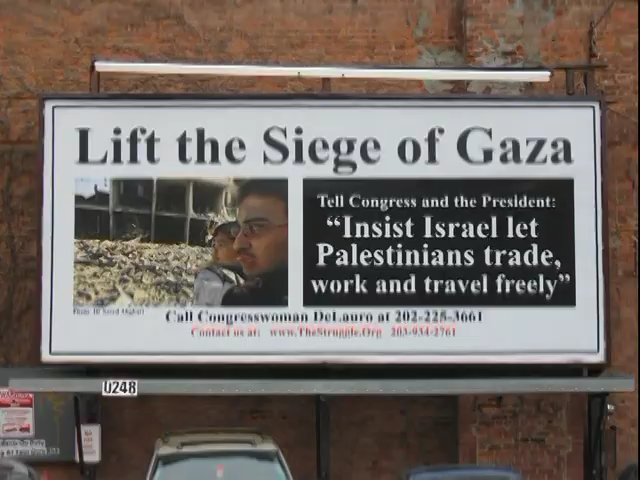 Lift the Siege of Gaza
Tell Congress and the President:
“Insist Israel let
Palestinians trade,
work and travel freely”
Call Congresswoman DeLauro at 202-225-3661
Contact us at: www.TheStruggle.Org 203-934-2761
U248